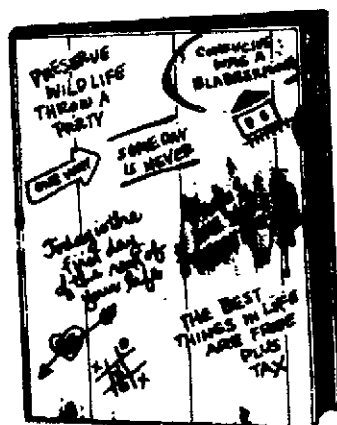 PRESERVE
WILD LIFE
THROW A
PARTY
CONFUCIUS
WAS A
BLABBERMOUTH
ONE WAY
SOME DAY
IS NEVER
Today is the
first day
of the rest of
your life
THE BEST
THINGS IN LIFE
ARE FREE
PLUS
TAX